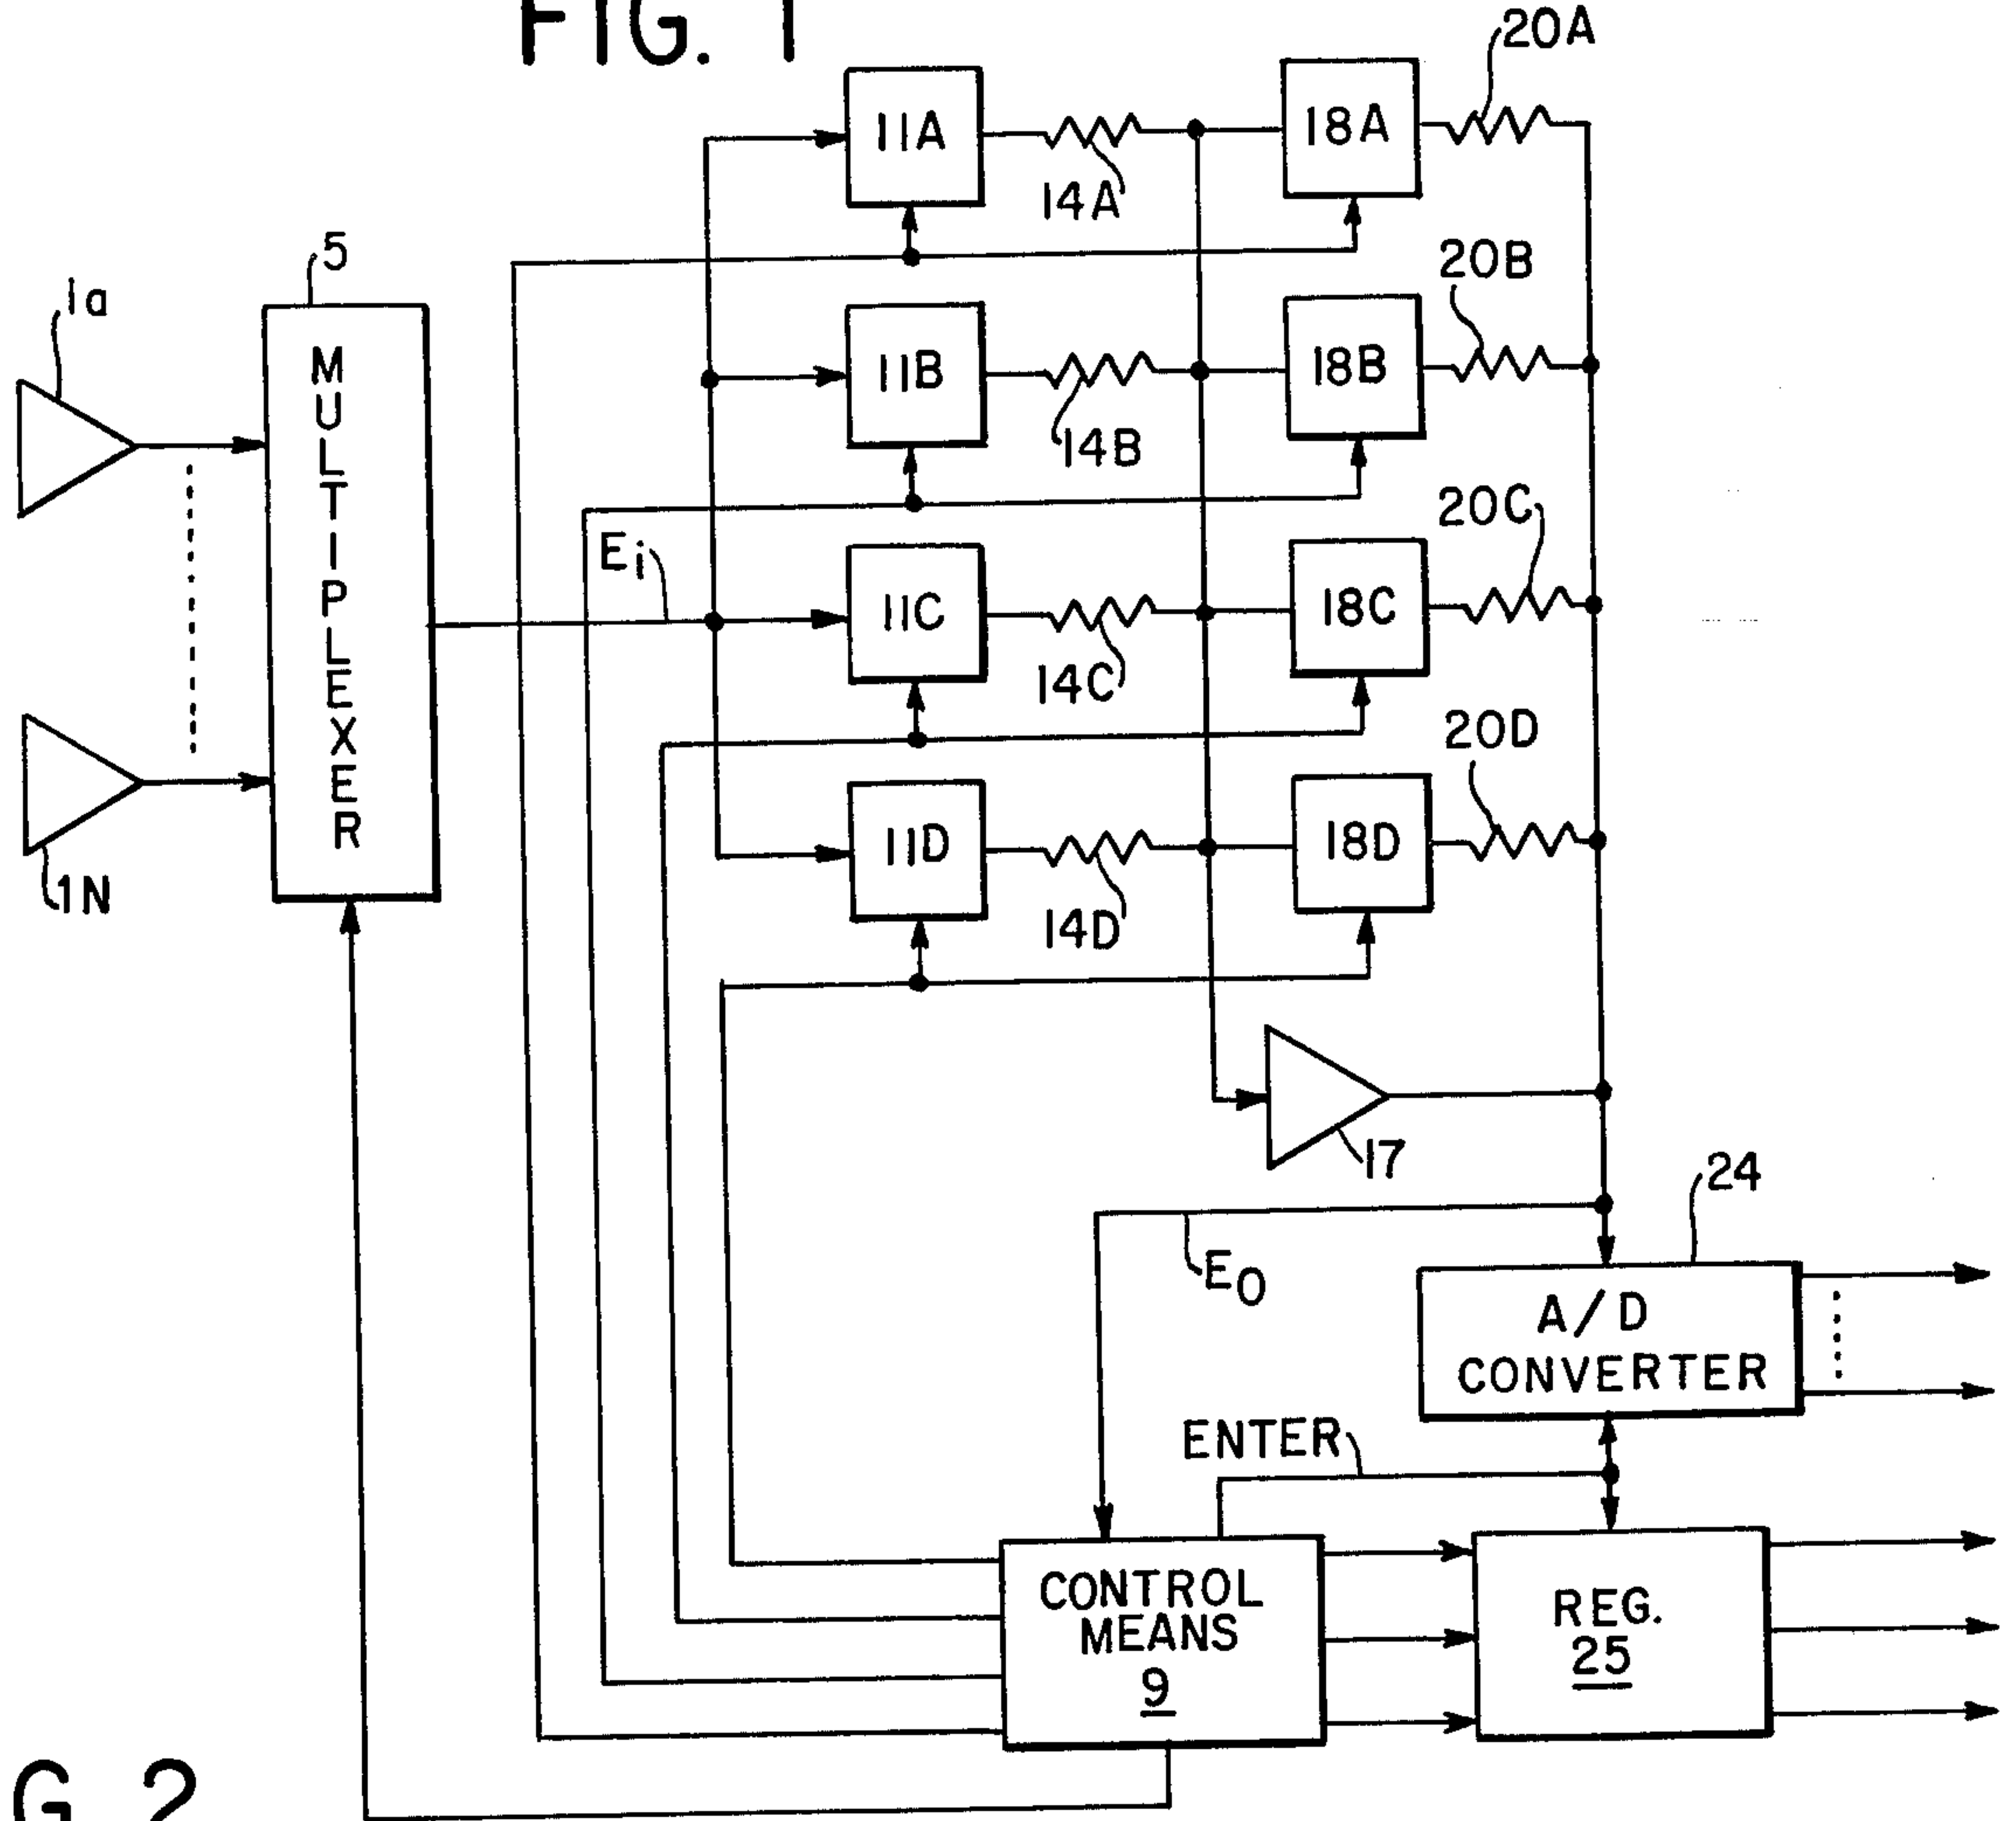 FIG. 1
20A
11A
18A
14A
5
20B
1a
MULTIPLEXER
11B
18B
14B
20C
Ei
11C
18C
14C
20D
11D
18D
1N
14D
17
24
E0
A/D
CONVERTER
ENTER
CONTROL
MEANS
9
REG.
25
G. 2